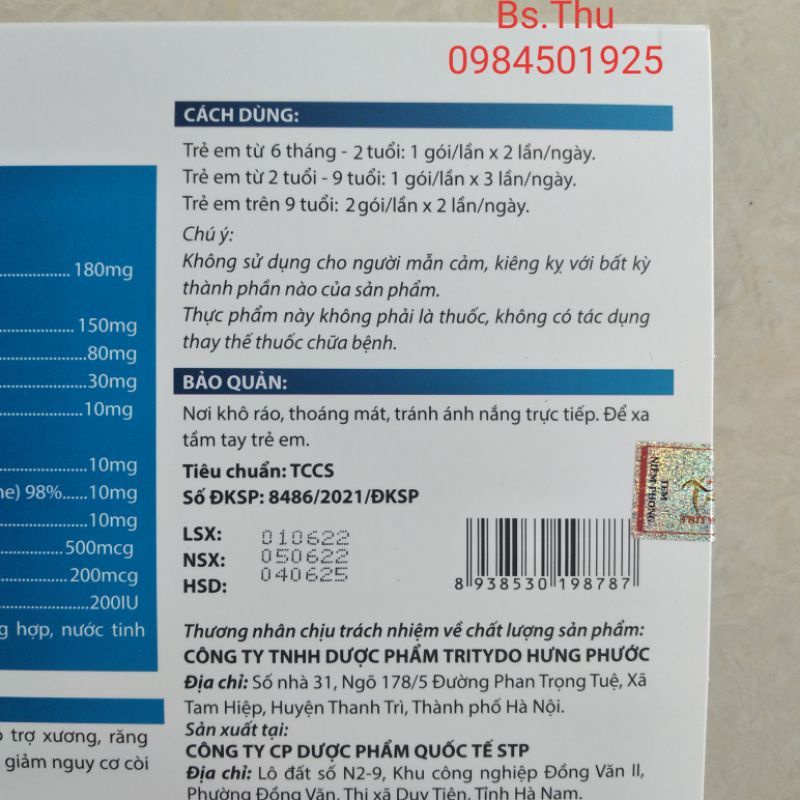 Bs.Thu
0984501925
CÁCH DÙNG:
Trẻ em từ 6 tháng - 2 tuổi: 1 gói/lần x 2 lần/ngày.
Trẻ em từ 2 tuổi - 9 tuổi: 1 gói/lần x 3 lần/ngày.
Trẻ em trên 9 tuổi: 2 gói/lần x 2 lần/ngày.
Chú ý:
Không sử dụng cho người mẫn cảm, kiêng kỵ với bất kỳ
thành phần nào của sản phẩm.
Thực phẩm này không phải là thuốc, không có tác dụng
thay thế thuốc chữa bệnh.
BẢO QUẢN:
Nơi khô ráo, thoáng mát, tránh ánh nắng trực tiếp. Để xa
tầm tay trẻ em.
Tiêu chuẩn: TCCS
Số ĐKSP: 8486/2021/ĐKSP
LSX: 010622
NSX: 050622
HSD: 040625
8 938530 198787
TEM
NIÊM PHONG
Thương nhân chịu trách nhiệm về chất lượng sản phẩm:
CÔNG TY TNHH DƯỢC PHẨM TRITYDO HƯNG PHƯỚC
Địa chỉ: Số nhà 31, Ngõ 178/5 Đường Phan Trọng Tuệ, Xã
Tam Hiệp, Huyện Thanh Trì, Thành phố Hà Nội.
Sản xuất tại:
CÔNG TY CP DƯỢC PHẨM QUỐC TẾ STP
Địa chỉ: Lô đất số N2-9, Khu công nghiệp Đồng Văn II,
Phường Đồng Văn, Thị xã Duy Tiên, Tỉnh Hà Nam.
180mg
150mg
80mg
30mg
10mg
10mg
ne) 98%......10mg
10mg
500mcg
200mcg
200IU
g hợp, nước tinh
trợ xương, răng
giảm nguy cơ còi